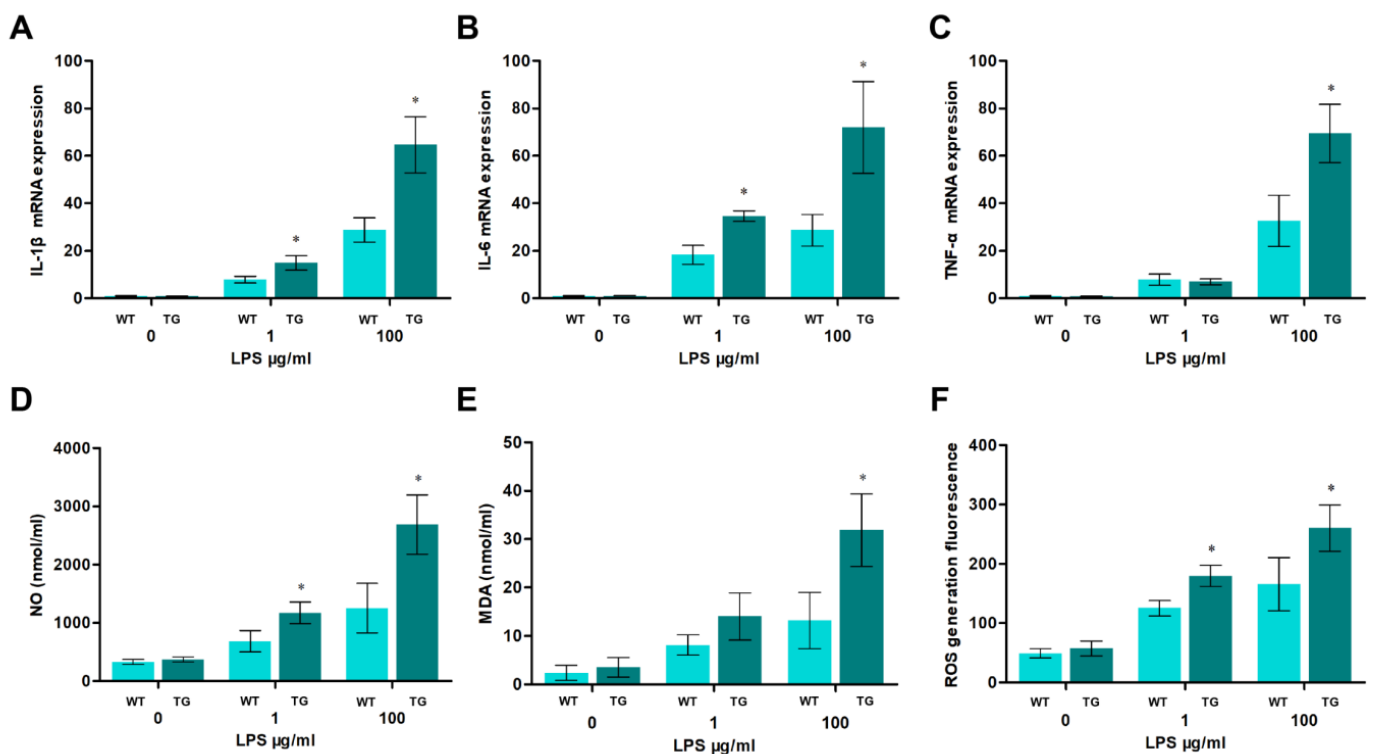 A
IL-1β mRNA expression
100
80
60
40
20
0
*
*
WT TG WT TG WT TG
0 1 100
LPS µg/ml
B
IL-6 mRNA expression
100
80
60
40
20
0
*
*
WT TG WT TG WT TG
0 1 100
LPS µg/ml
C
TNF-α mRNA expression
100
80
60
40
20
0
*
WT TG WT TG WT TG
0 1 100
LPS µg/ml
D
NO (nmol/ml)
4000
3000
2000
1000
0
*
*
WT TG WT TG WT TG
0 1 100
LPS µg/ml
E
MDA (nmol/ml)
50
40
30
20
10
0
*
WT TG WT TG WT TG
0 1 100
LPS µg/ml
F
ROS generation fluorescence
400
300
200
100
0
*
*
WT TG WT TG WT TG
0 1 100
LPS µg/ml